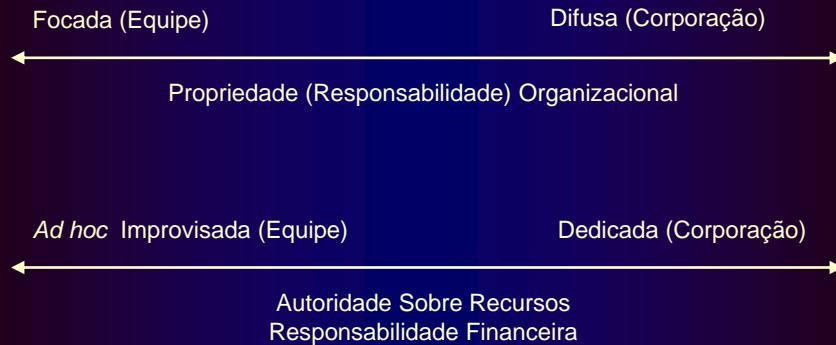 Focada (Equipe) Difusa (Corporação)
Propriedade (Responsabilidade) Organizacional
Ad hoc Improvisada (Equipe) Dedicada (Corporação)
Autoridade Sobre Recursos
Responsabilidade Financeira